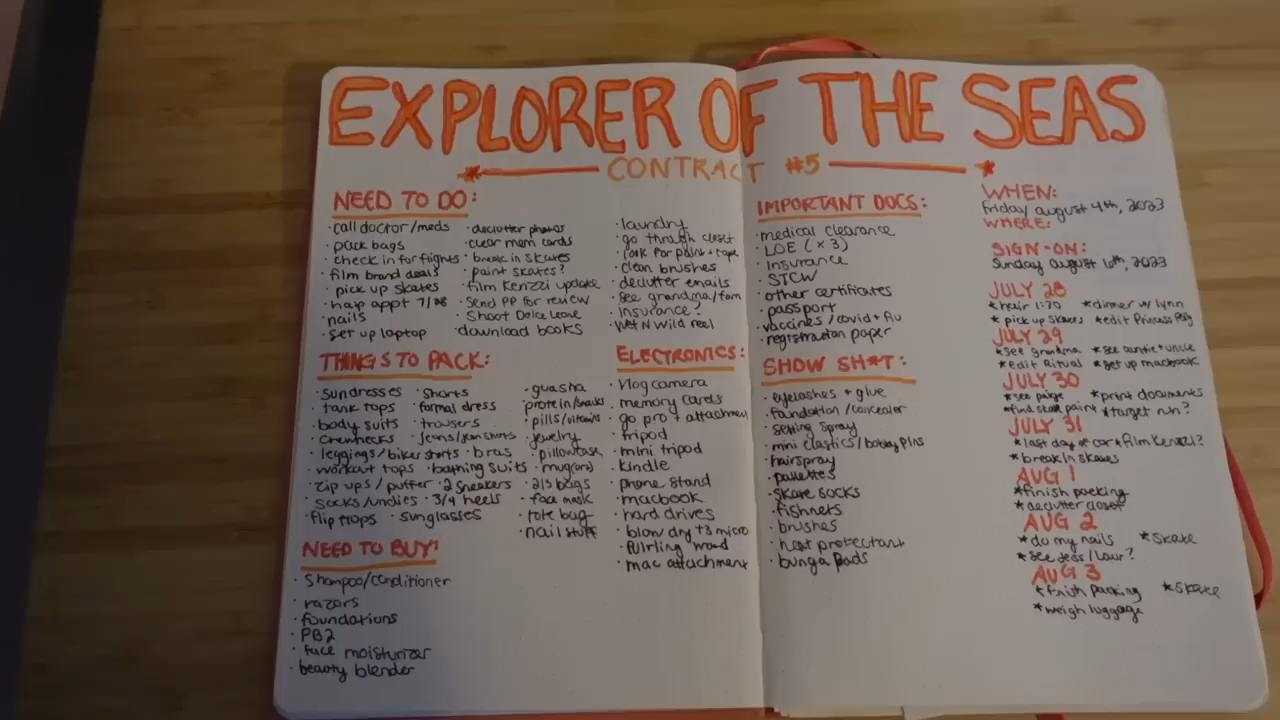 EXPLORER OF THE SEAS
CONTRACT #5
NEED TO DO:
· call doctor/meds
· pack bags
· check in for flights
· film brand deals
· pick up skates
· hair appt 7/28
· nails
· set up laptop
· declutter photos
· clear mem cards
· break in skates
· paint skates?
· film Kenzzi update
· Send PP for review
· Shoot Dolce Leone
· download books
· laundry
· go through closet
· look for paint + tape
· clean brushes
· declutter emails
· see grandma/fam
· Insurance?
· Wet N Wild reel
THINGS TO PACK:
· sundresses
· tank tops
· body suits
· crewnecks
· leggings/biker shorts
· workout tops
· zip ups / puffer
· socks/undies
· flip flops
· shorts
· formal dress
· trousers
· jeans/jean shorts
· bras
· bathing suits
· 2 sneakers
· 3/4 heels
· sunglasses
· guasha
· protein/snacks
· pills/vitamins
· jewelry
· pillowcase
· mug(on)
· 2/3 bags
· face mask
· tote bag
· nail stuff
ELECTRONICS:
· vlog camera
· memory cards
· go pro + attachment
· tripod
· mini tripod
· kindle
· phone stand
· macbook
· hard drives
· blow dry + 3 micro
· mac attachment
NEED TO BUY:
· Shampoo/conditioner
· razors
· foundations
· PB2
· face moisturizer
· beauty blender
IMPORTANT DOCS:
· medical clearance
· LOE (x3)
· Insurance
· STCW
· other certificates
· passport
· vaccines / covid + flu
· registration paper
SHOW SH*T:
· eyelashes + glue
· foundation /concealer
· setting spray
· mini elastics/bobby pins
· hairspray
· palettes
· skate socks
· fishnets
· brushes
· heat protectant
· bunga pads
WHEN:
Friday august 4th, 2023
WHERE:
SIGN-ON:
Sunday august 6th, 2023
JULY 28
* hair 1:30 * dinner w/ lynn
* pick up skates * edit Princess Polly
JULY 29
* see grandma * see auntie + uncle
* edit Ritual * set up macbook
JULY 30
* see paige * print documents
* find skate paint * target run?
JULY 31
* last day of car * film Kenzzi?
* break in skates
AUG 1
* finish packing
* declutter closet
AUG 2
* do my nails * skate
* see Jess/Laur?
AUG 3
* finish packing * skate
* weigh luggage